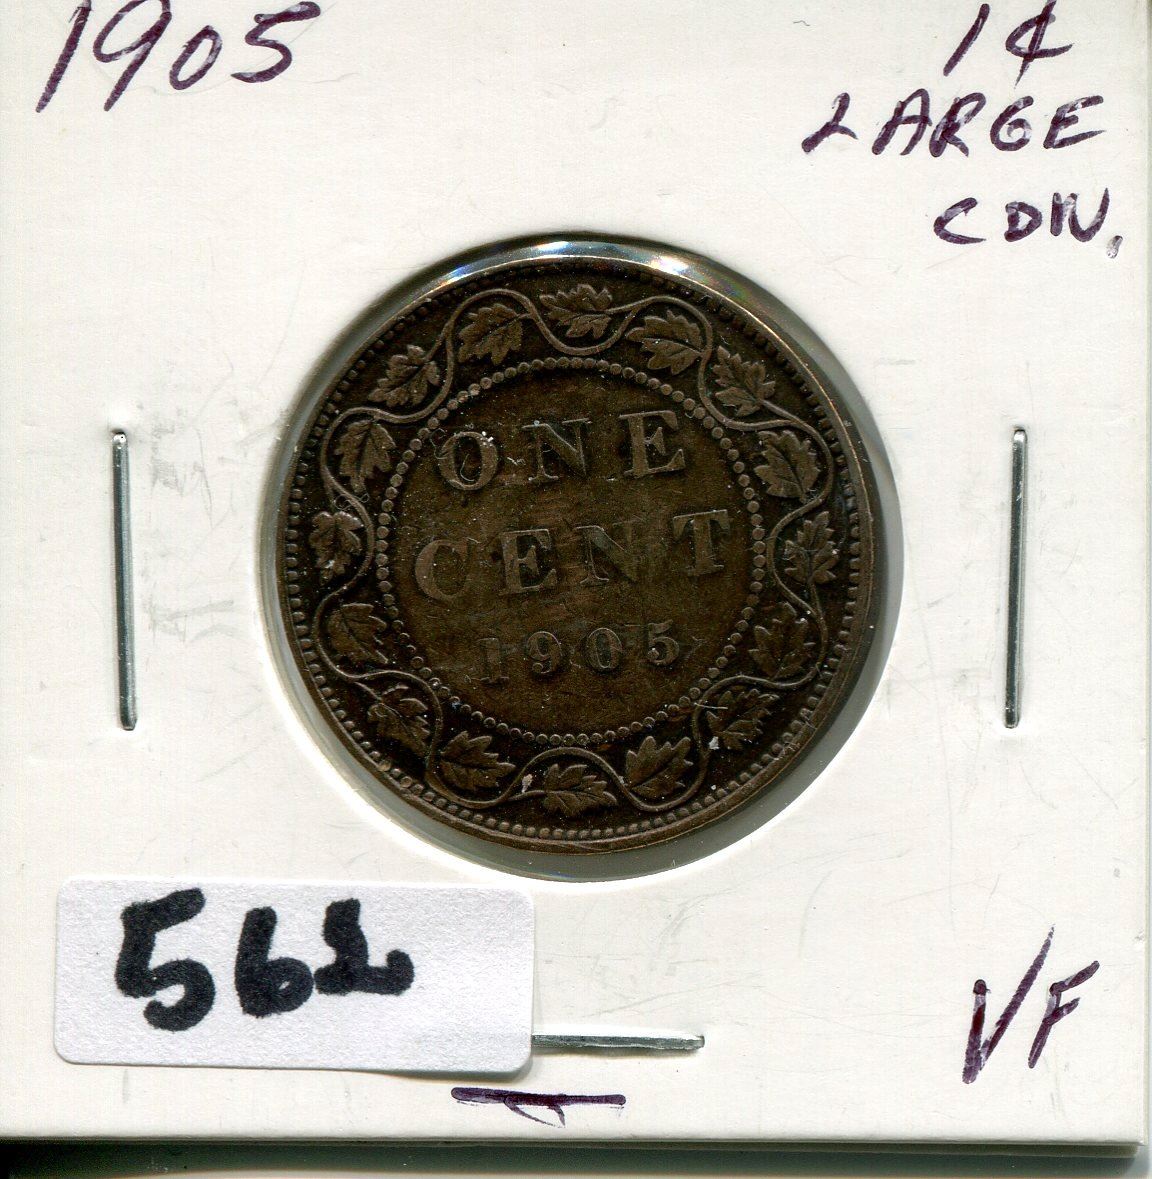 1905
1¢
LARGE
CDN.
ONE
CENT
1905
562
VF